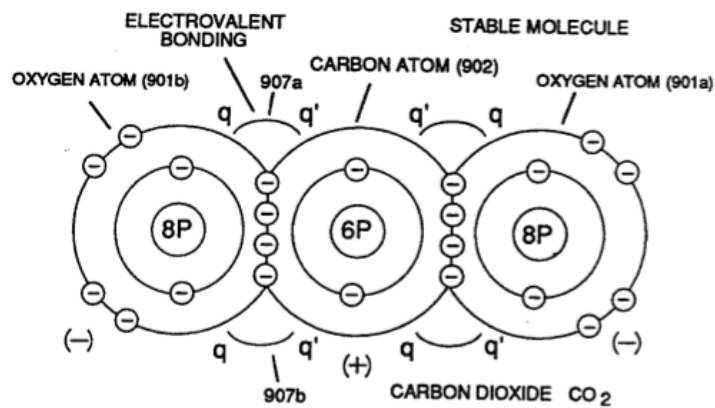 ELECTROVALENT
BONDING
STABLE MOLECULE
OXYGEN ATOM (901b)
907a
CARBON ATOM (902)
OXYGEN ATOM (901a)
q q' q' q
8P 6P 8P
(−) (+) (−)
q q' q q'
907b
CARBON DIOXIDE CO2